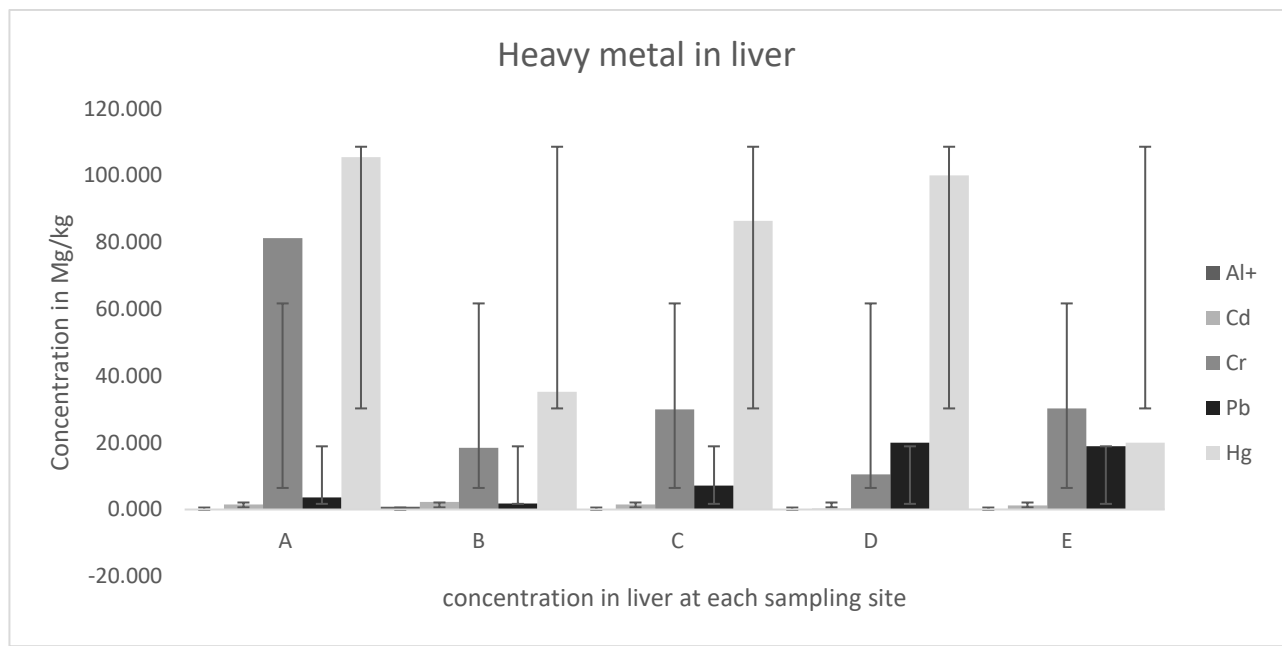 Heavy metal in liver
120.000
100.000
80.000
60.000
40.000
20.000
0.000
-20.000
Concentration in Mg/kg
A B C D E
concentration in liver at each sampling site
Al+
Cd
Cr
Pb
Hg